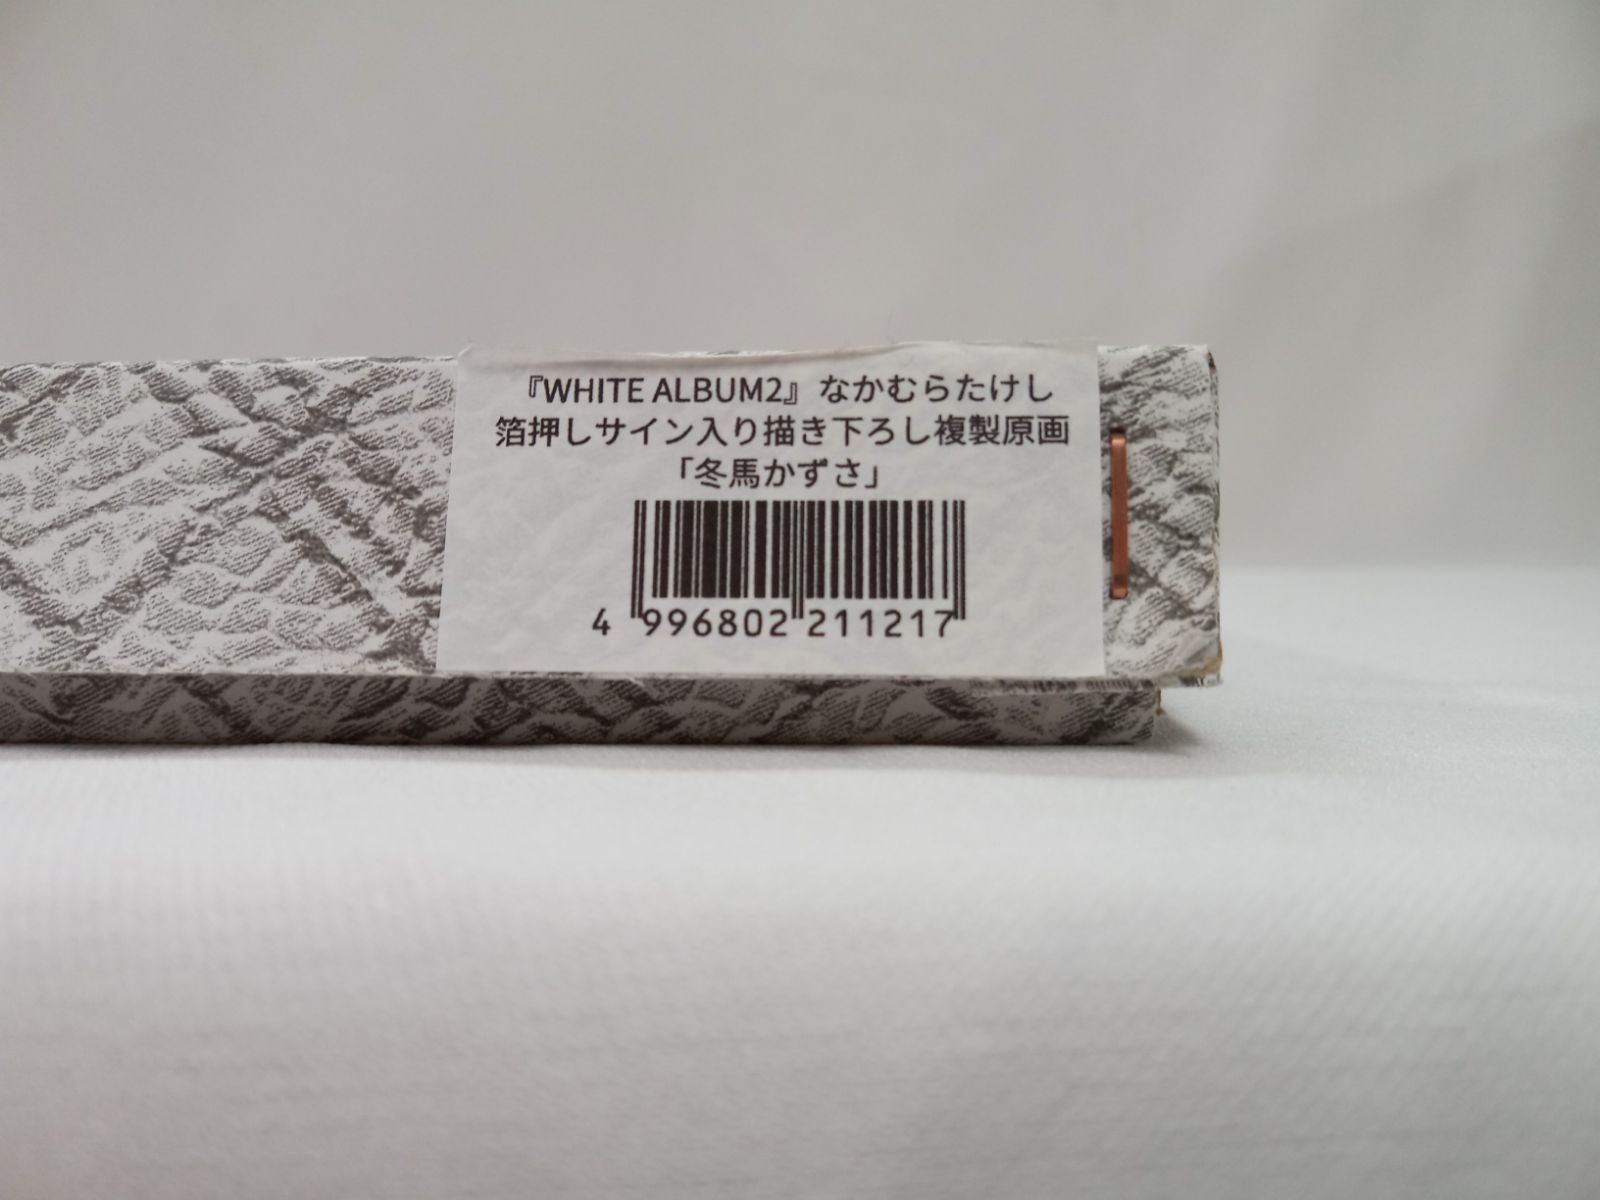 『WHITE ALBUM2』なかむらたけし
箔押しサイン入り描き下ろし複製原画
「冬馬かずさ」
4 996802 211217